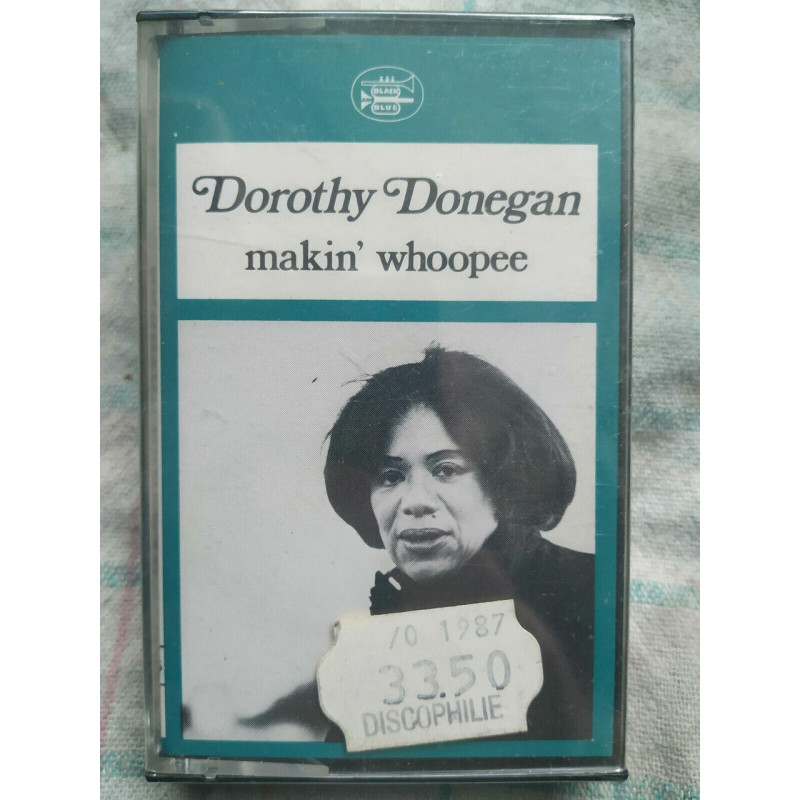 BLACK
BLUE
Dorothy Donegan
makin' whoopee
/0 1987
33.50
DISCOPHILIE